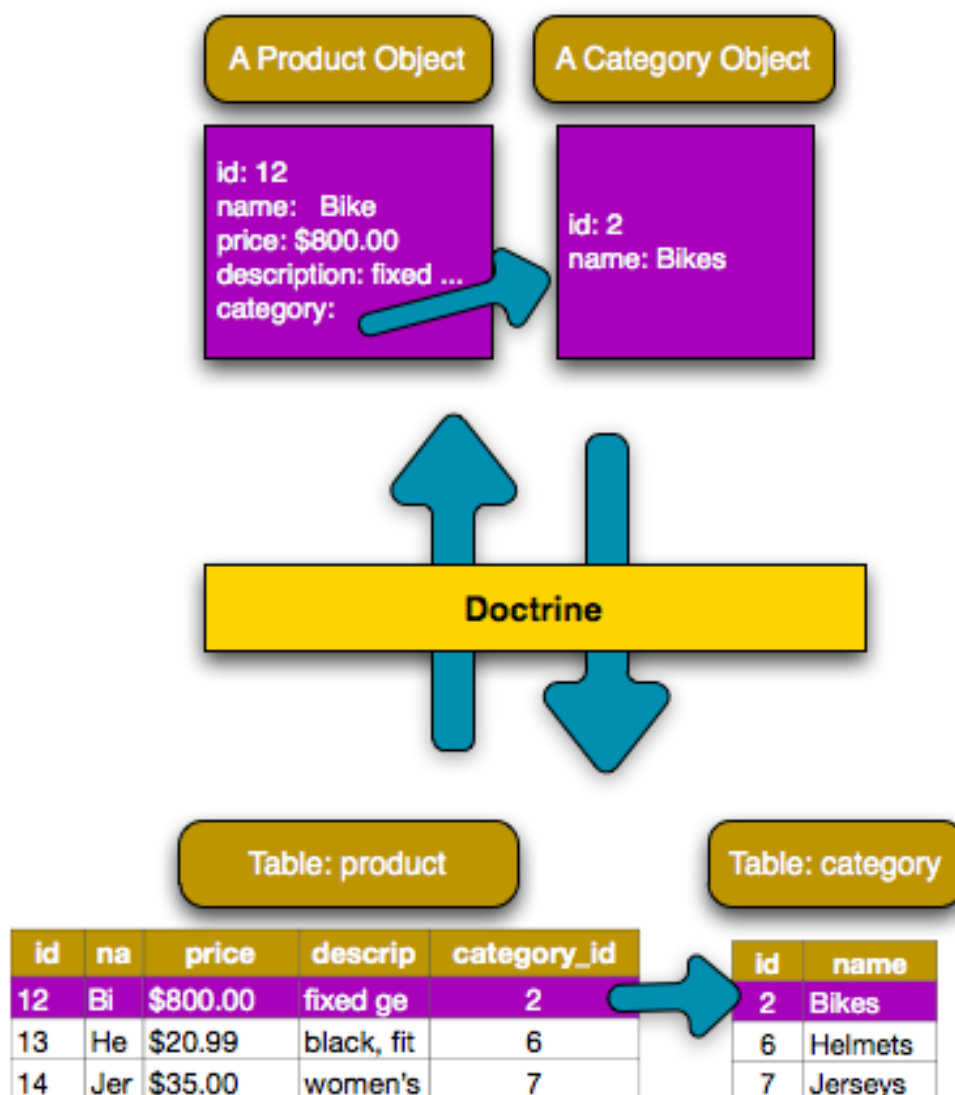 A Product Object
A Category Object
id: 12
name: Bike
price: $800.00
description: fixed ...
category:
id: 2
name: Bikes
Doctrine
Table: product
Table: category
id na price descrip category_id
12 Bi $800.00 fixed ge 2
13 He $20.99 black, fit 6
14 Jer $35.00 women's 7
id name
2 Bikes
6 Helmets
7 Jerseys